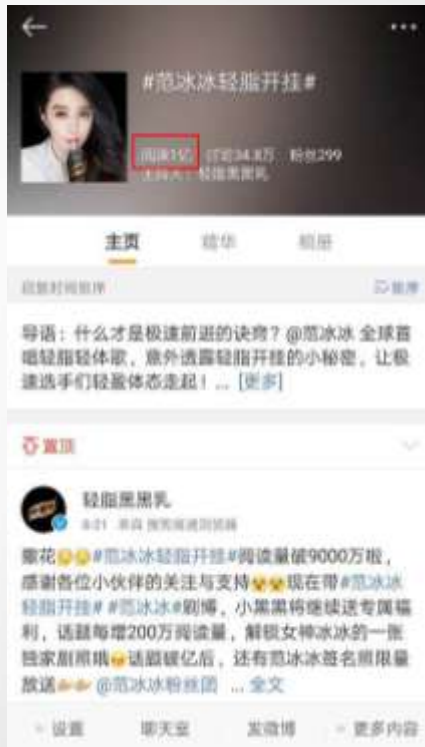 #范冰冰轻脂开挂#
阅读1亿 讨论34.8万 粉丝299
主持人：轻脂黑黑乳
主页 精华 相册
导语：什么才是极速前进的诀窍？@范冰冰 全球首
唱轻脂轻体歌，意外透露轻脂开挂的小秘密，让极
速选手们轻盈体态走起！... [更多]
置顶
轻脂黑黑乳
撒花#范冰冰轻脂开挂#阅读量破9000万啦，
感谢各位小伙伴的关注与支持现在带#范冰冰
轻脂开挂# #范冰冰#刷博，小黑黑将继续送专属福
利，话题每增200万阅读量，解锁女神冰冰的一张
独家剧照哦话题破亿后，还有范冰冰签名照限量
放送@范冰冰粉丝团 ...全文
设置 聊天室 发微博 更多内容